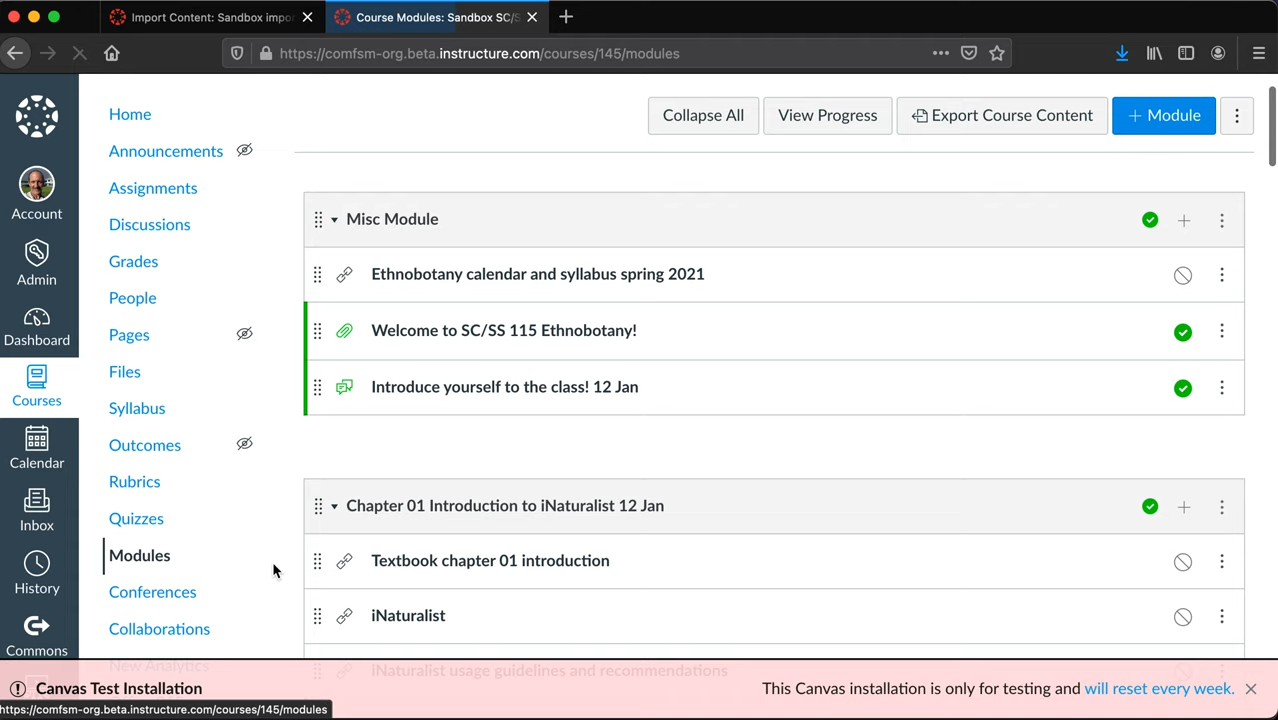 Import Content: Sandbox impor
Course Modules: Sandbox SC/S
https://comfsm-org.beta.instructure.com/courses/145/modules
Account
Admin
Dashboard
Courses
Calendar
Inbox
History
Commons
Home
Announcements
Assignments
Discussions
Grades
People
Pages
Files
Syllabus
Outcomes
Rubrics
Quizzes
Modules
Conferences
Collaborations
New Analytics
Collapse All
View Progress
Export Course Content
+ Module
Misc Module
Ethnobotany calendar and syllabus spring 2021
Welcome to SC/SS 115 Ethnobotany!
Introduce yourself to the class! 12 Jan
Chapter 01 Introduction to iNaturalist 12 Jan
Textbook chapter 01 introduction
iNaturalist
iNaturalist usage guidelines and recommendations
Canvas Test Installation
This Canvas installation is only for testing and will reset every week.
https://comfsm-org.beta.instructure.com/courses/145/modules